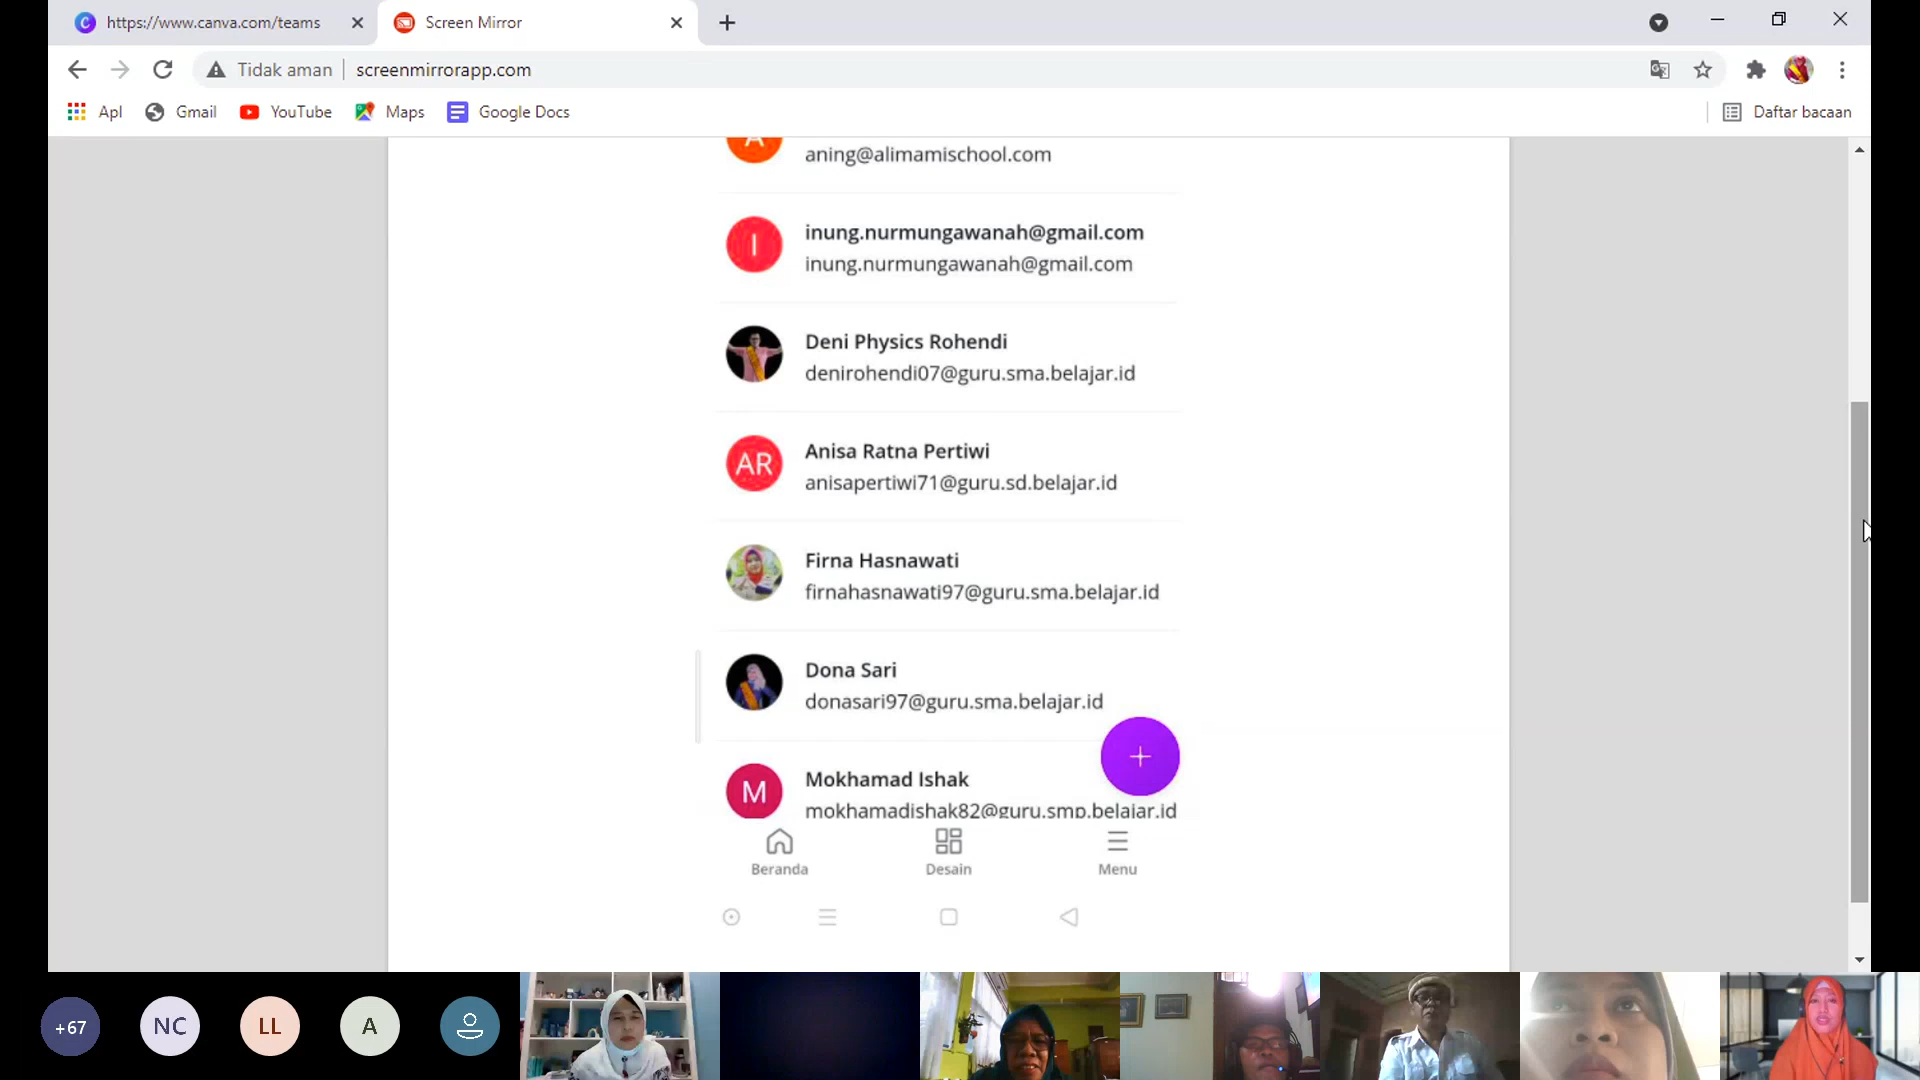 https://www.canva.com/teams
Screen Mirror
Tidak aman
screenmirrorapp.com
Apl
Gmail
YouTube
Maps
Google Docs
Daftar bacaan
A
aning@alimamischool.com
I
inung.nurmungawanah@gmail.com
inung.nurmungawanah@gmail.com
Deni Physics Rohendi
denirohendi07@guru.sma.belajar.id
AR
Anisa Ratna Pertiwi
anisapertiwi71@guru.sd.belajar.id
Firna Hasnawati
firnahasnawati97@guru.sma.belajar.id
Dona Sari
donasari97@guru.sma.belajar.id
M
Mokhamad Ishak
mokhamadishak82@guru.smp.belajar.id
Beranda
Desain
Menu
+67
NC
LL
A